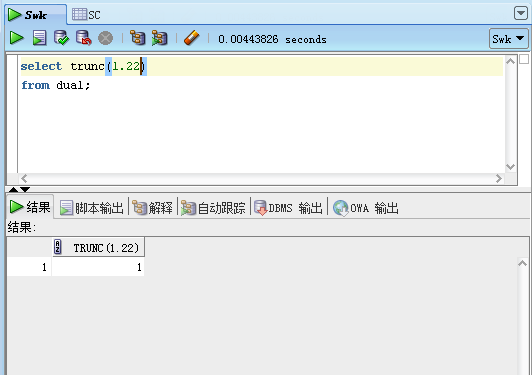 Swk SC
0.00443826 seconds Swk
select trunc(1.22)
from dual;
结果 脚本输出 解释 自动跟踪 DBMS 输出 OWA 输出
结果:
TRUNC(1.22)
1 1